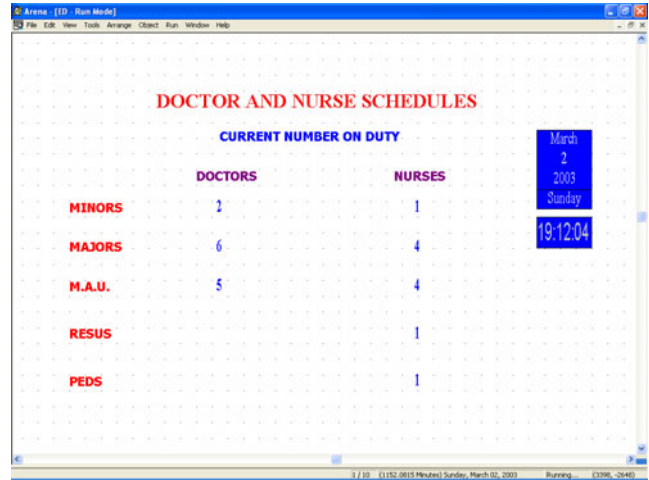 Arena - [ED - Run Mode]
File Edit View Tools Arrange Object Run Window Help
DOCTOR AND NURSE SCHEDULES
CURRENT NUMBER ON DUTY
March
2
2003
Sunday
19:12:04
DOCTORS NURSES
MINORS 2 1
MAJORS 6 4
M.A.U. 5 4
RESUS 1
PEDS 1
1 / 10 (1152.0815 Minutes) Sunday, March 02, 2003 Running... (3398, -2648)